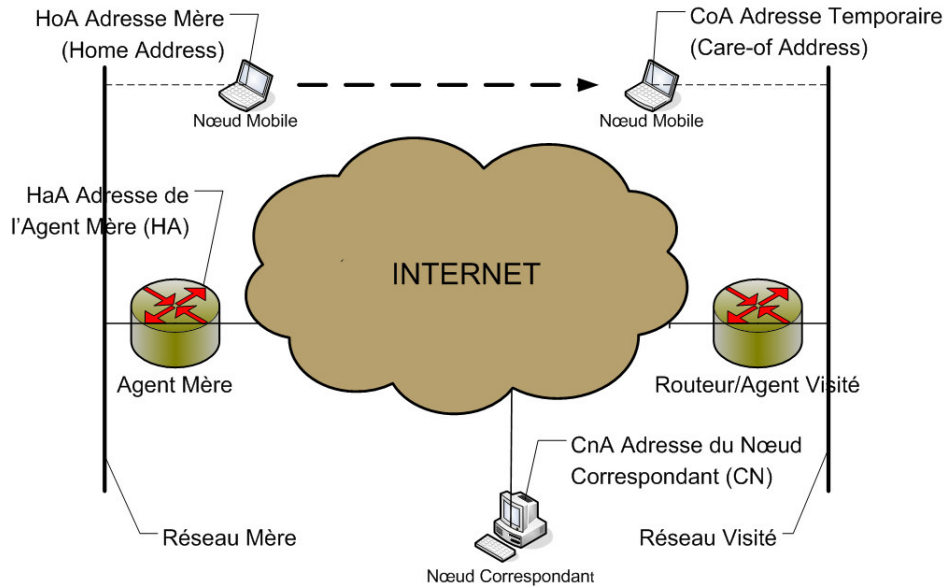 HoA Adresse Mère
(Home Address)
CoA Adresse Temporaire
(Care-of Address)
Nœud Mobile
Nœud Mobile
HaA Adresse de
l'Agent Mère (HA)
INTERNET
Agent Mère
Routeur/Agent Visité
CnA Adresse du Nœud
Correspondant (CN)
Réseau Mère
Réseau Visité
Nœud Correspondant